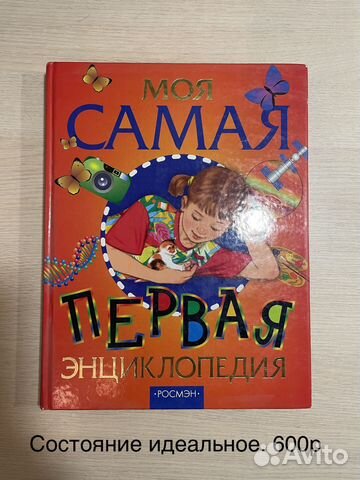 МОЯ
САМАЯ
ПЕРВАЯ
ЭНЦИКЛОПЕДИЯ
·РОСМЭН·
Состояние идеальное. 600р.
Avito